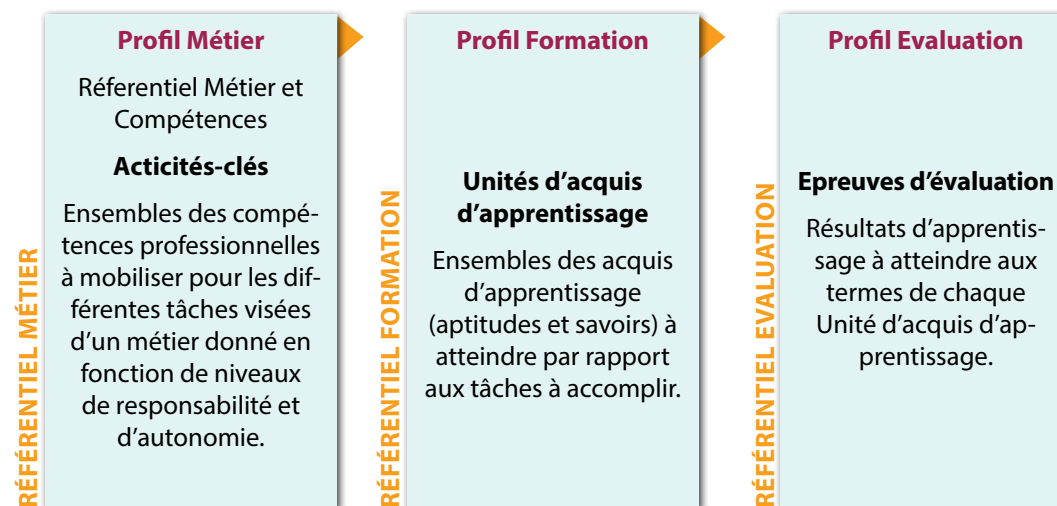 RÉFÉRENTIEL MÉTIER
Profil Métier
Réferentiel Métier et
Compétences
Acticités-clés
Ensembles des compé-
tences professionnelles
à mobiliser pour les dif-
férentes tâches visées
d’un métier donné en
fonction de niveaux
de responsabilité et
d’autonomie.
RÉFÉRENTIEL FORMATION
Profil Formation
Unités d’acquis
d’apprentissage
Ensembles des acquis
d’apprentissage
(aptitudes et savoirs) à
atteindre par rapport
aux tâches à accomplir.
RÉFÉRENTIEL EVALUATION
Profil Evaluation
Epreuves d’évaluation
Résultats d’apprentis-
sage à atteindre aux
termes de chaque
Unité d’acquis d’ap-
prentissage.